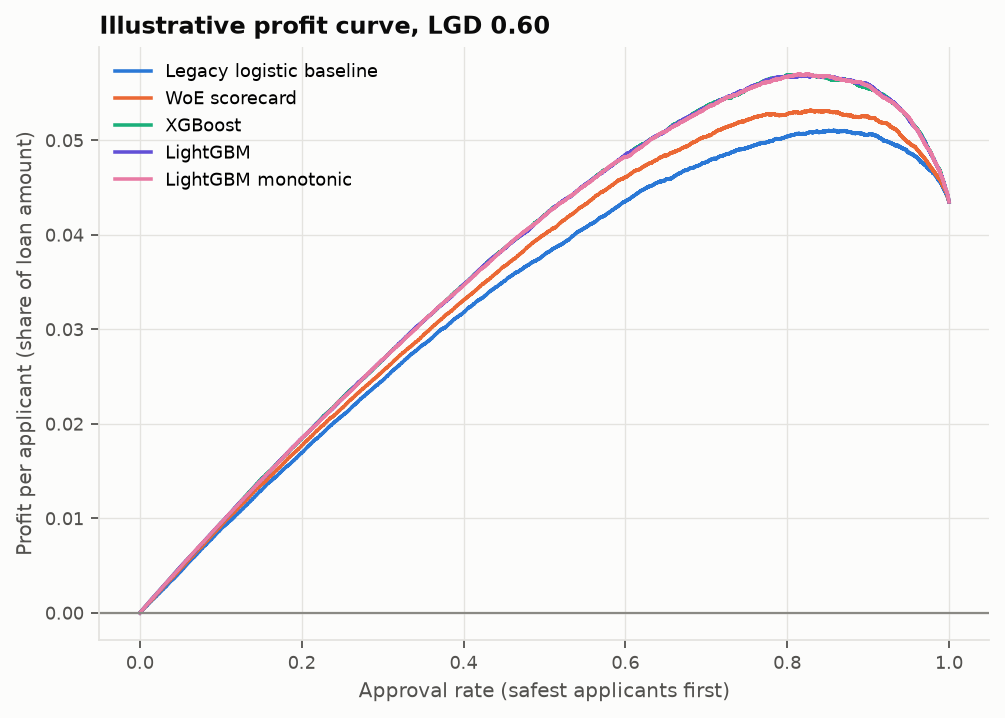 Illustrative profit curve, LGD 0.60
Legacy logistic baseline
WoE scorecard
XGBoost
LightGBM
LightGBM monotonic
Profit per applicant (share of loan amount)
0.05
0.04
0.03
0.02
0.01
0.00
0.0 0.2 0.4 0.6 0.8 1.0
Approval rate (safest applicants first)